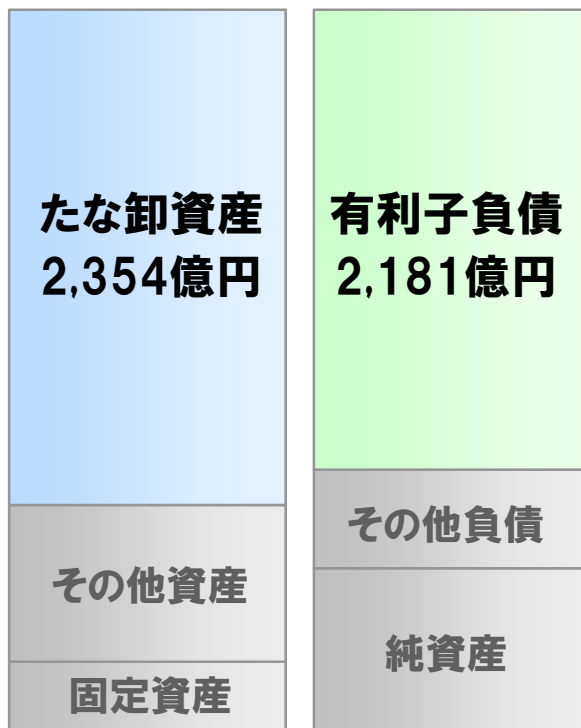 たな卸資産
2,354億円
その他資産
固定資産
有利子負債
2,181億円
その他負債
純資産